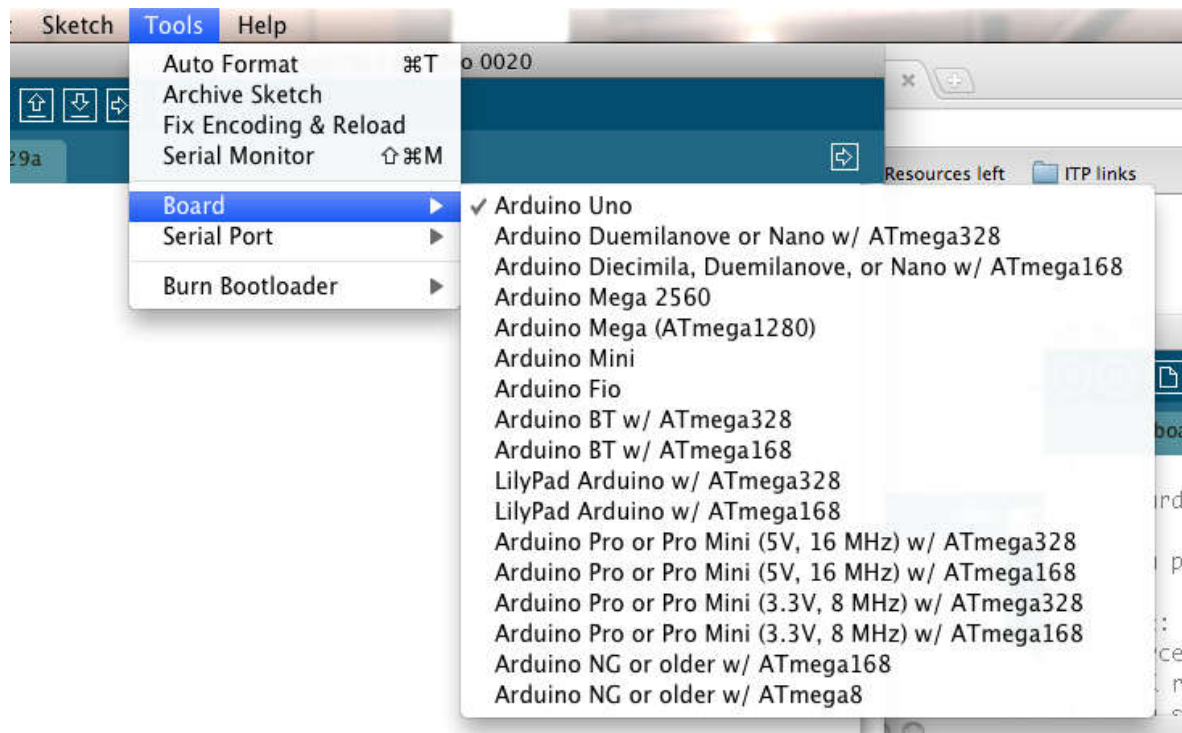 Sketch Tools Help
Auto Format ⌘T
o 0020
Archive Sketch
Fix Encoding & Reload
Serial Monitor ⇧⌘M
29a
Resources left ITP links
Board
Serial Port
Burn Bootloader
✓ Arduino Uno
Arduino Duemilanove or Nano w/ ATmega328
Arduino Diecimila, Duemilanove, or Nano w/ ATmega168
Arduino Mega 2560
Arduino Mega (ATmega1280)
Arduino Mini
Arduino Fio
Arduino BT w/ ATmega328
Arduino BT w/ ATmega168
LilyPad Arduino w/ ATmega328
LilyPad Arduino w/ ATmega168
Arduino Pro or Pro Mini (5V, 16 MHz) w/ ATmega328
Arduino Pro or Pro Mini (5V, 16 MHz) w/ ATmega168
Arduino Pro or Pro Mini (3.3V, 8 MHz) w/ ATmega328
Arduino Pro or Pro Mini (3.3V, 8 MHz) w/ ATmega168
Arduino NG or older w/ ATmega168
Arduino NG or older w/ ATmega8